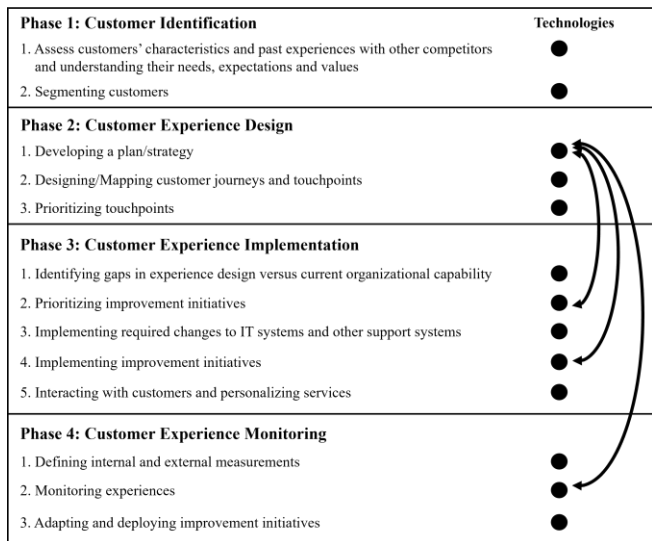 Phase 1: Customer Identification
Technologies
1. Assess customers' characteristics and past experiences with other competitors
and understanding their needs, expectations and values
2. Segmenting customers
Phase 2: Customer Experience Design
1. Developing a plan/strategy
2. Designing/Mapping customer journeys and touchpoints
3. Prioritizing touchpoints
Phase 3: Customer Experience Implementation
1. Identifying gaps in experience design versus current organizational capability
2. Prioritizing improvement initiatives
3. Implementing required changes to IT systems and other support systems
4. Implementing improvement initiatives
5. Interacting with customers and personalizing services
Phase 4: Customer Experience Monitoring
1. Defining internal and external measurements
2. Monitoring experiences
3. Adapting and deploying improvement initiatives